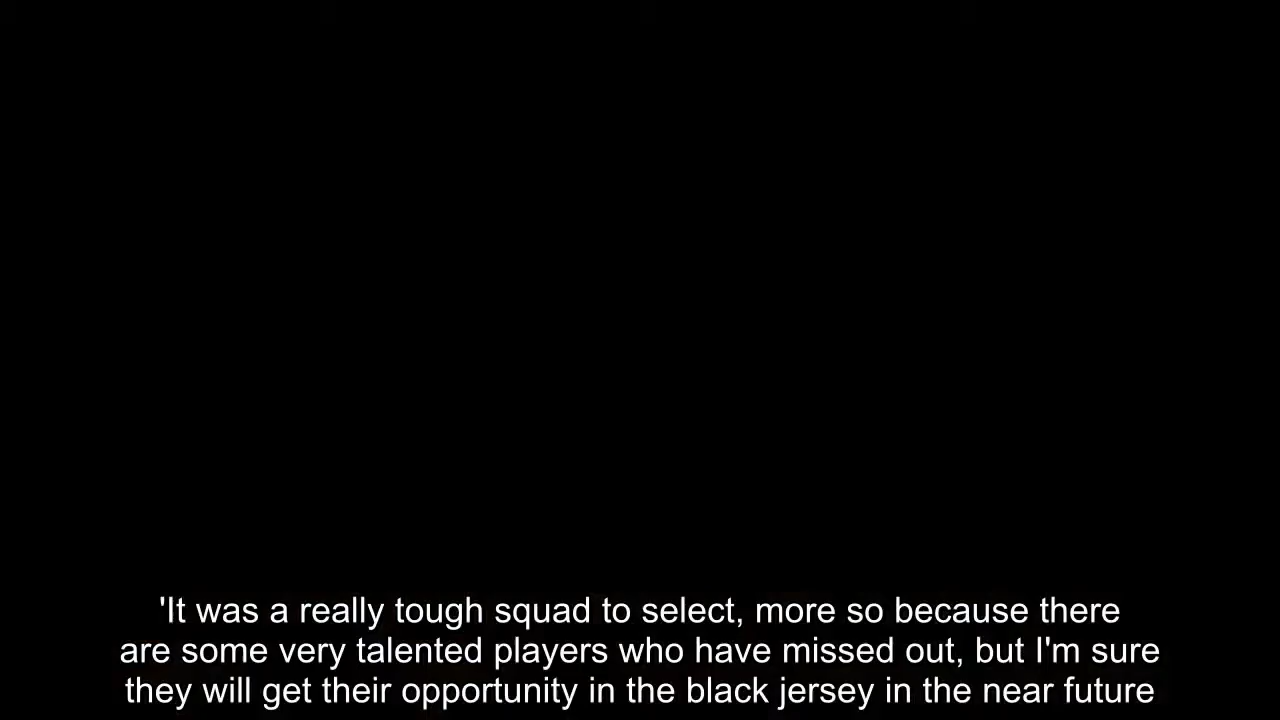 'It was a really tough squad to select, more so because there
are some very talented players who have missed out, but I'm sure
they will get their opportunity in the black jersey in the near future